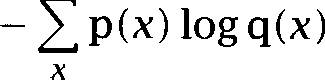 − ∑ p(x) log q(x)
x